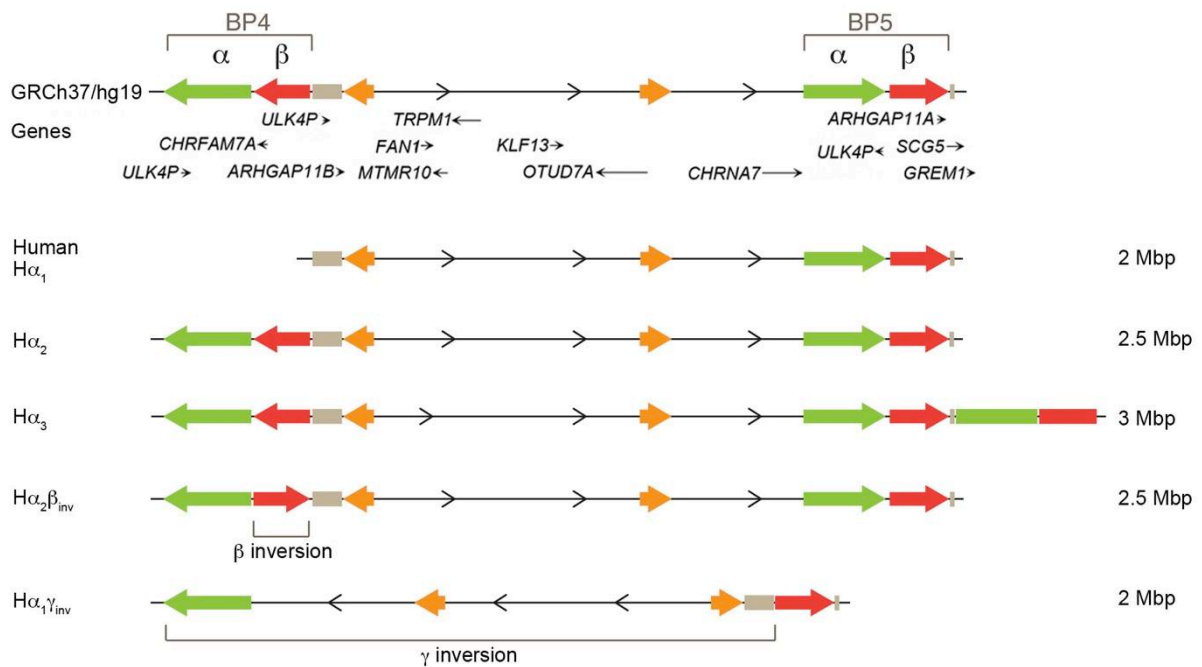 BP4 BP5
α β α β
GRCh37/hg19
Genes
ULK4P TRPM1 ARHGAP11A
CHRFAM7A FAN1 KLF13 ULK4P SCG5
ULK4P ARHGAP11B MTMR10 OTUD7A CHRNA7 GREM1
Human
Hα1 2 Mbp
Hα2 2.5 Mbp
Hα3 3 Mbp
Hα2βinv 2.5 Mbp
β inversion
Hα1γinv 2 Mbp
γ inversion